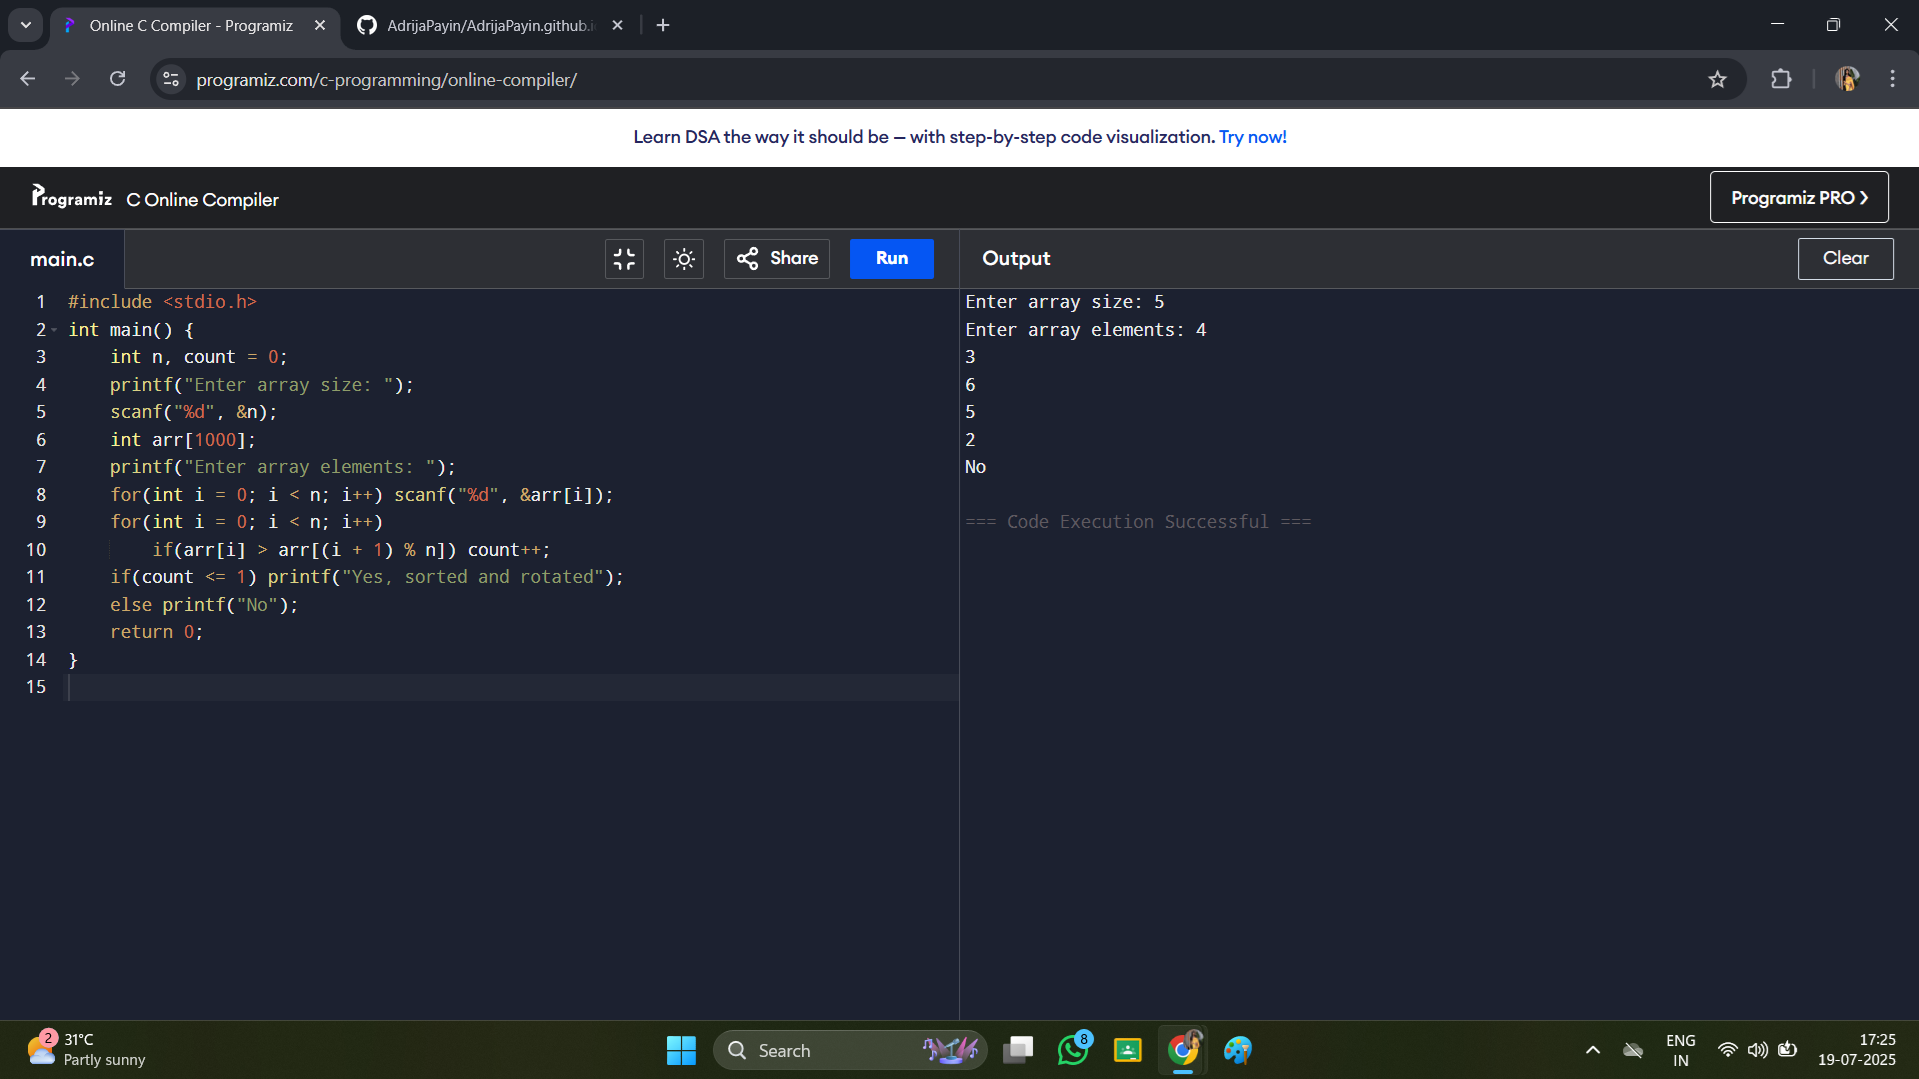 Online C Compiler - Programiz
AdrijaPayin/AdrijaPayin.github.i
programiz.com/c-programming/online-compiler/
Learn DSA the way it should be — with step-by-step code visualization. Try now!
Programiz C Online Compiler
Programiz PRO
main.c
Share
Run
Output
Clear
1 #include <stdio.h>
2 int main() {
3     int n, count = 0;
4     printf("Enter array size: ");
5     scanf("%d", &n);
6     int arr[1000];
7     printf("Enter array elements: ");
8     for(int i = 0; i < n; i++) scanf("%d", &arr[i]);
9     for(int i = 0; i < n; i++)
10         if(arr[i] > arr[(i + 1) % n]) count++;
11     if(count <= 1) printf("Yes, sorted and rotated");
12     else printf("No");
13     return 0;
14 }
15
Enter array size: 5
Enter array elements: 4
3
6
5
2
No
=== Code Execution Successful ===
2
31°C
Partly sunny
Search
8
ENG
IN
17:25
19-07-2025